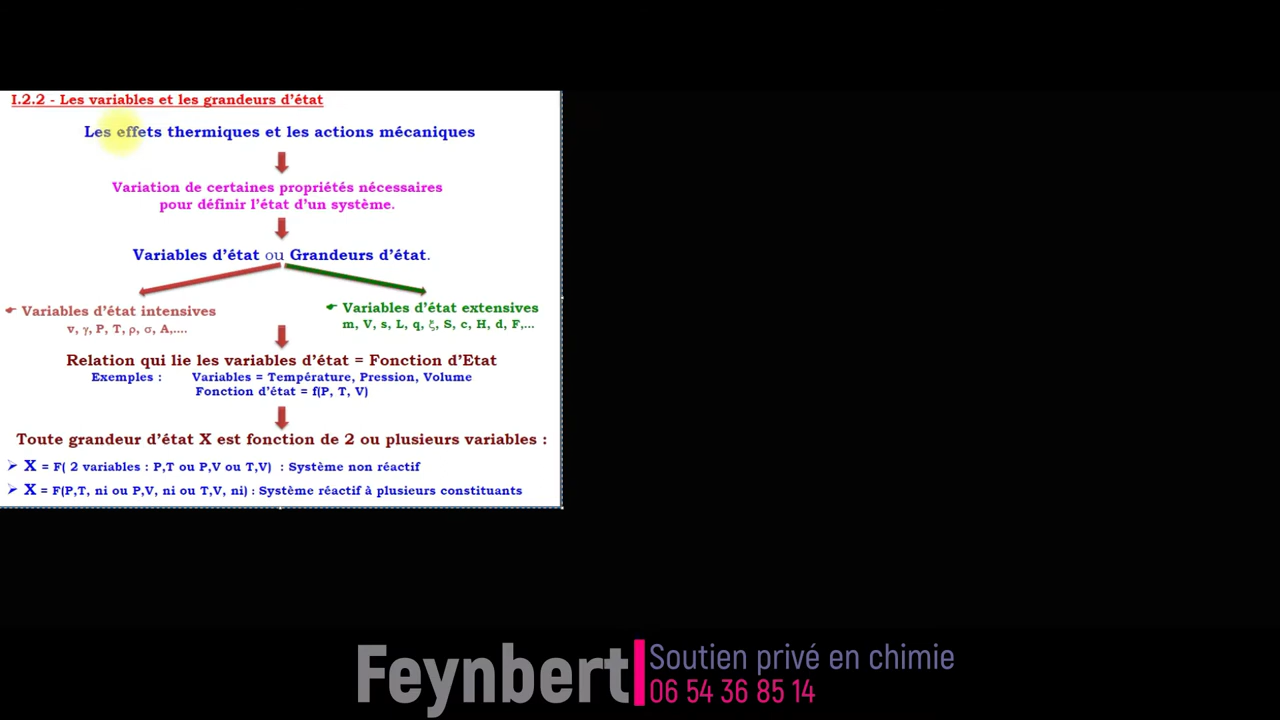 I.2.2 - Les variables et les grandeurs d'état
Les effets thermiques et les actions mécaniques
Variation de certaines propriétés nécessaires
pour définir l'état d'un système.
Variables d'état ou Grandeurs d'état.
☛ Variables d'état intensives
v, γ, P, T, ρ, σ, A,....
☛ Variables d'état extensives
m, V, s, L, q, ξ, S, c, H, d, F,...
Relation qui lie les variables d'état = Fonction d'Etat
Exemples : Variables = Température, Pression, Volume
Fonction d'état = f(P, T, V)
Toute grandeur d'état X est fonction de 2 ou plusieurs variables :
➢ X = F( 2 variables : P,T ou P,V ou T,V) : Système non réactif
➢ X = F(P,T, ni ou P,V, ni ou T,V, ni) : Système réactif à plusieurs constituants
Feynbert
Soutien privé en chimie
06 54 36 85 14